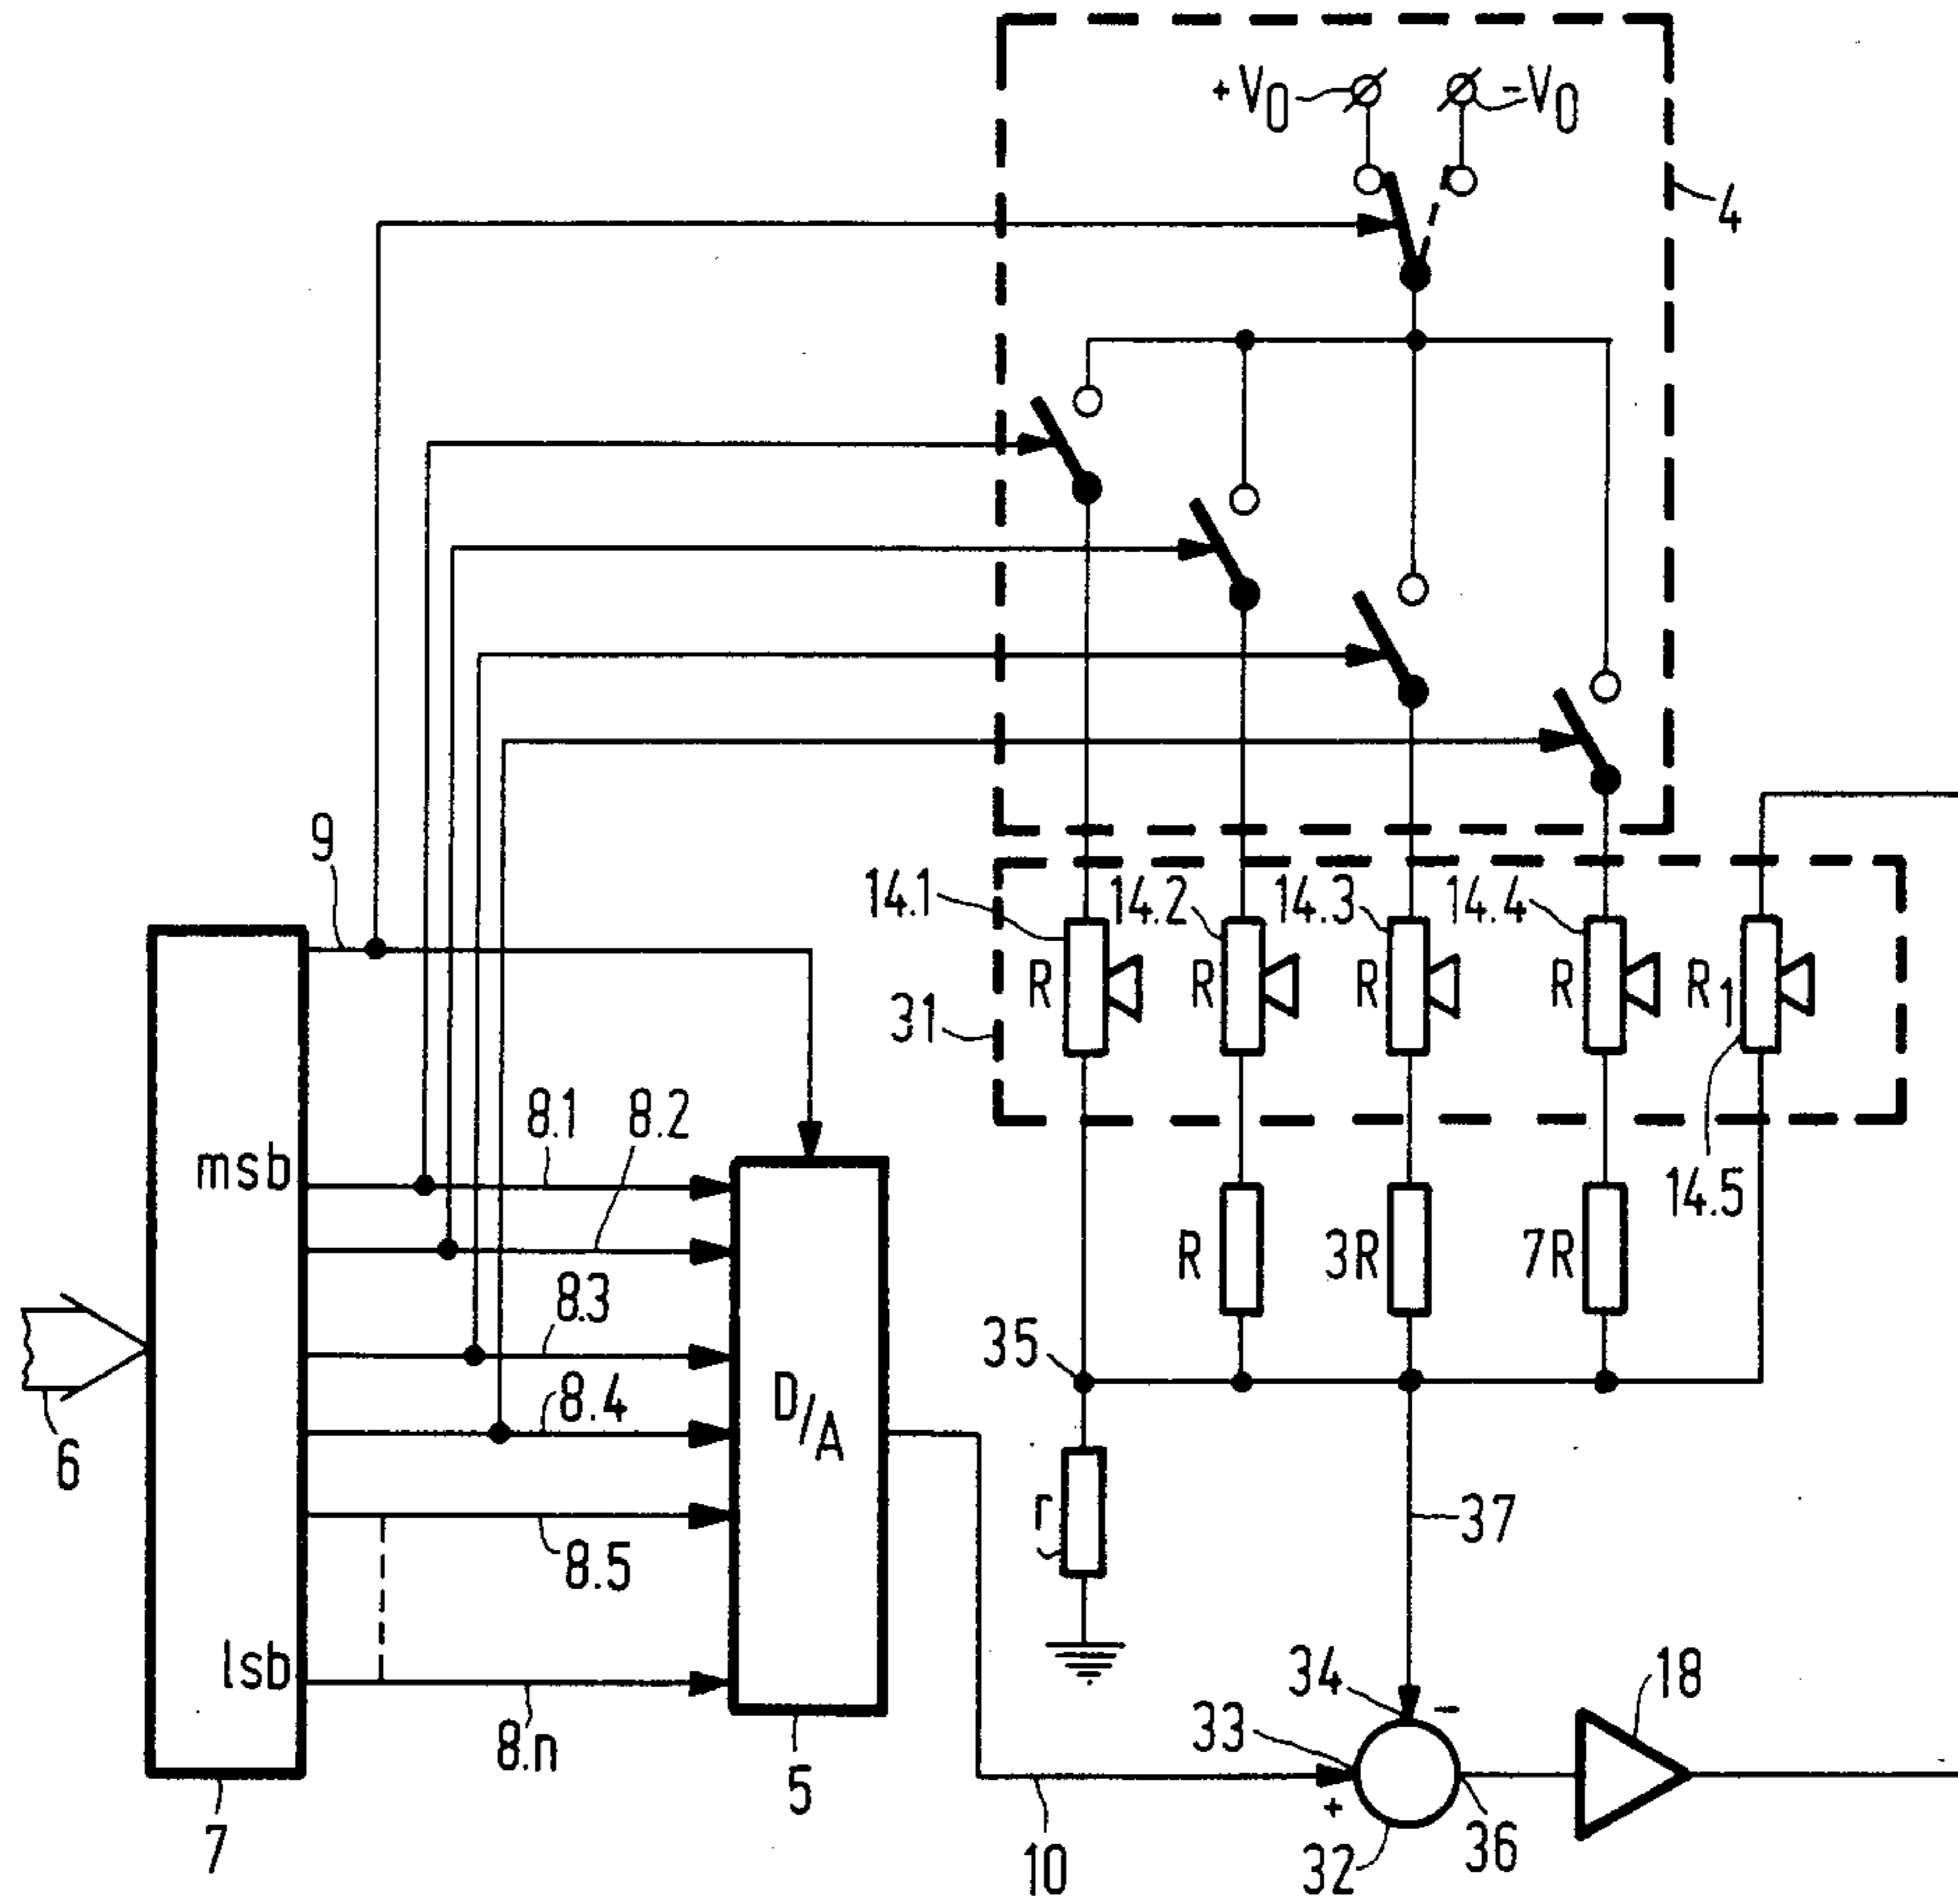 +V0 -V0
4
9
14.1 14.2 14.3 14.4
R R R R R1
31
8.1 8.2
msb
14.5
R 3R 7R
8.3
35
8.4
D/A
6
r
37
8.5
lsb
34 - 18
8.n
33
+
5
7
10 32 36